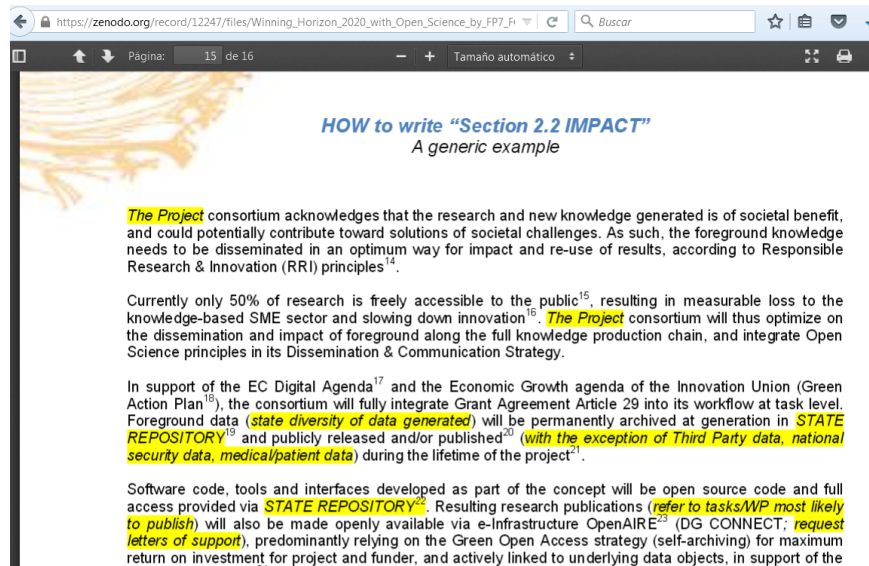 https://zenodo.org/record/12247/files/Winning_Horizon_2020_with_Open_Science_by_FP7_F
Buscar
Página: 15 de 16
Tamaño automático
HOW to write “Section 2.2 IMPACT”
A generic example
The Project consortium acknowledges that the research and new knowledge generated is of societal benefit,
and could potentially contribute toward solutions of societal challenges. As such, the foreground knowledge
needs to be disseminated in an optimum way for impact and re-use of results, according to Responsible
Research & Innovation (RRI) principles14.
Currently only 50% of research is freely accessible to the public15, resulting in measurable loss to the
knowledge-based SME sector and slowing down innovation16. The Project consortium will thus optimize on
the dissemination and impact of foreground along the full knowledge production chain, and integrate Open
Science principles in its Dissemination & Communication Strategy.
In support of the EC Digital Agenda17 and the Economic Growth agenda of the Innovation Union (Green
Action Plan18), the consortium will fully integrate Grant Agreement Article 29 into its workflow at task level.
Foreground data (state diversity of data generated) will be permanently archived at generation in STATE
REPOSITORY19 and publicly released and/or published20 (with the exception of Third Party data, national
security data, medical/patient data) during the lifetime of the project21.
Software code, tools and interfaces developed as part of the concept will be open source code and full
access provided via STATE REPOSITORY22. Resulting research publications (refer to tasks/WP most likely
to publish) will also be made openly available via e-Infrastructure OpenAIRE23 (DG CONNECT; request
letters of support), predominantly relying on the Green Open Access strategy (self-archiving) for maximum
return on investment for project and funder, and actively linked to underlying data objects, in support of the